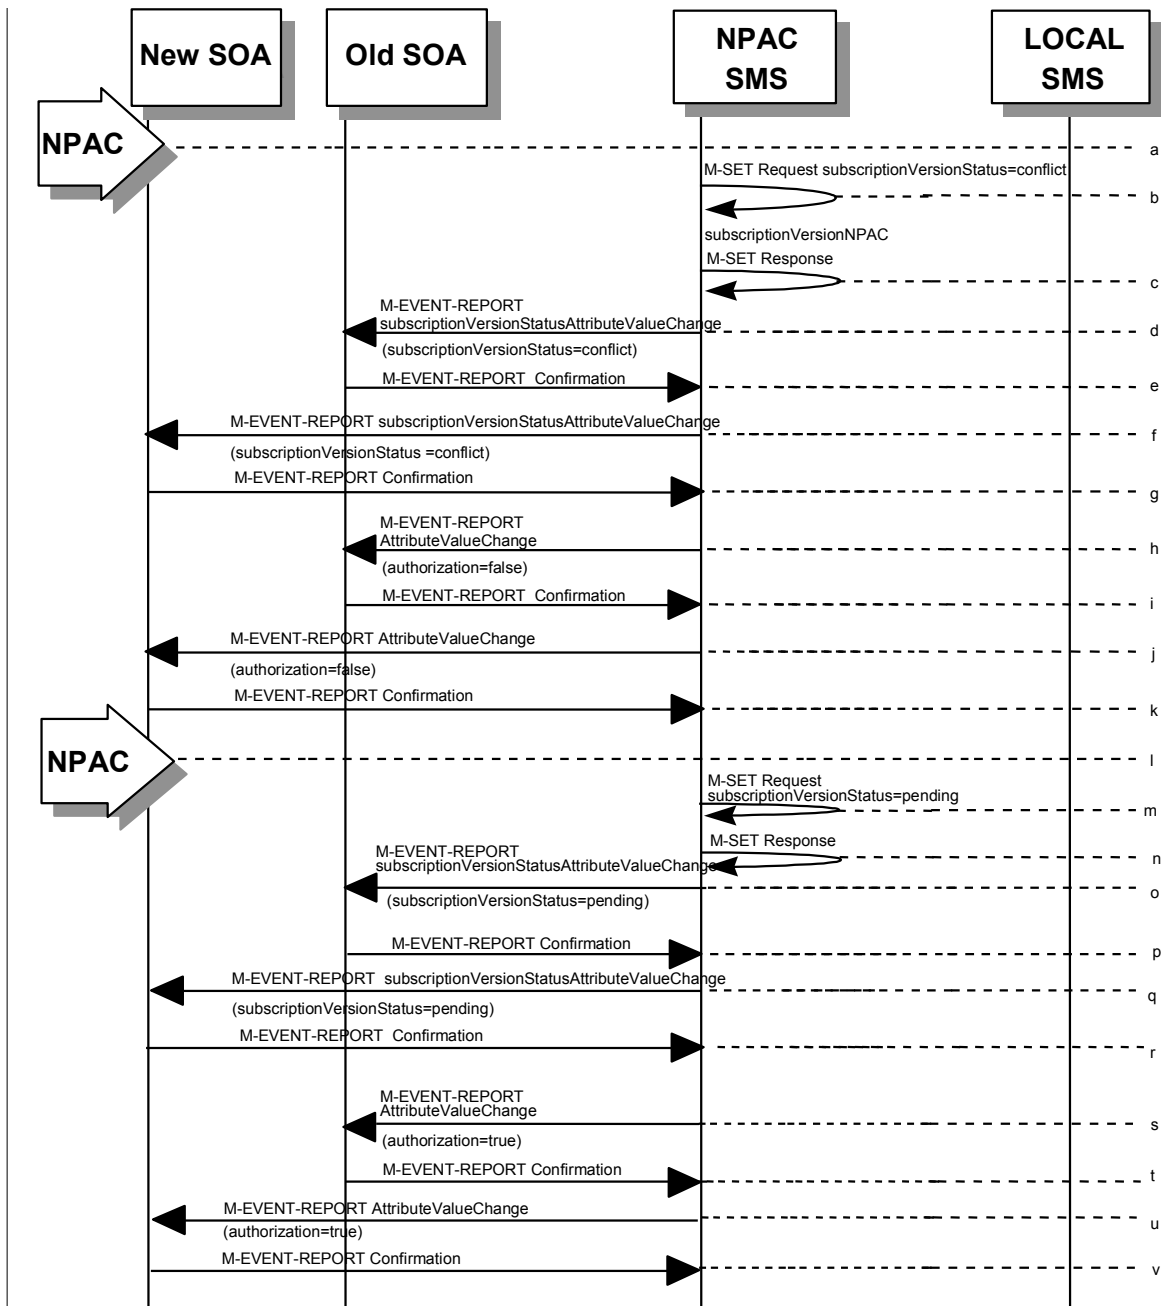 New SOA
Old SOA
NPAC
SMS
LOCAL
SMS
NPAC
a
M-SET Request subscriptionVersionStatus=conflict
b
subscriptionVersionNPAC
M-SET Response
c
M-EVENT-REPORT
subscriptionVersionStatusAttributeValueChange
d
(subscriptionVersionStatus=conflict)
M-EVENT-REPORT Confirmation
e
M-EVENT-REPORT subscriptionVersionStatusAttributeValueChange
f
(subscriptionVersionStatus =conflict)
M-EVENT-REPORT Confirmation
g
M-EVENT-REPORT
AttributeValueChange
h
(authorization=false)
M-EVENT-REPORT Confirmation
i
M-EVENT-REPORT AttributeValueChange
j
(authorization=false)
M-EVENT-REPORT Confirmation
k
NPAC
l
M-SET Request
subscriptionVersionStatus=pending
m
M-SET Response
n
M-EVENT-REPORT
subscriptionVersionStatusAttributeValueChange
o
(subscriptionVersionStatus=pending)
M-EVENT-REPORT Confirmation
p
M-EVENT-REPORT subscriptionVersionStatusAttributeValueChange
q
(subscriptionVersionStatus=pending)
M-EVENT-REPORT Confirmation
r
M-EVENT-REPORT
AttributeValueChange
s
(authorization=true)
M-EVENT-REPORT Confirmation
t
M-EVENT-REPORT AttributeValueChange
u
(authorization=true)
M-EVENT-REPORT Confirmation
v